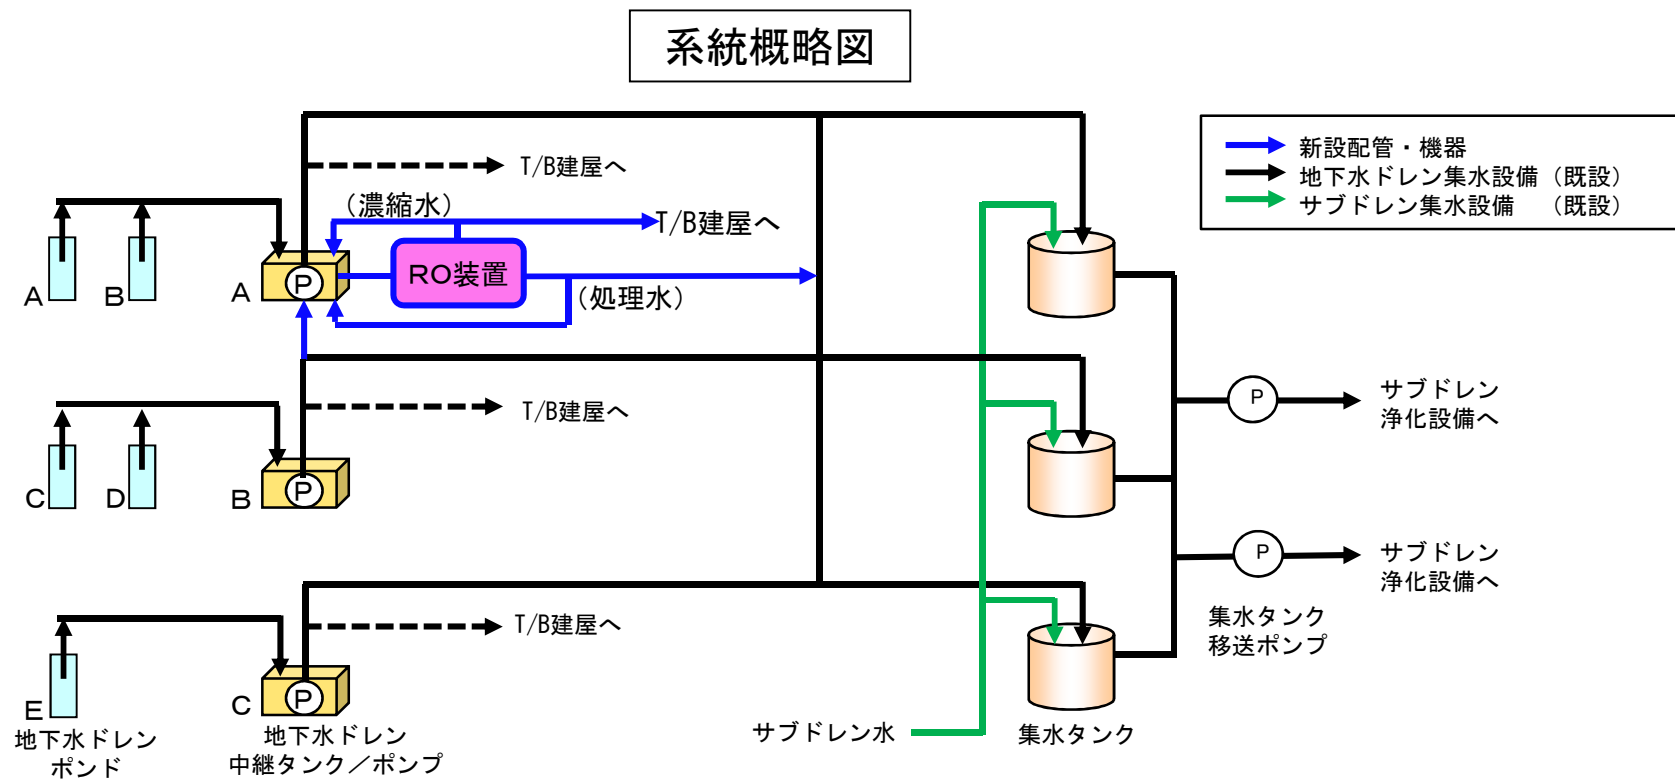 系統概略図
新設配管・機器
地下水ドレン集水設備（既設）
サブドレン集水設備　（既設）
T/B建屋へ
（濃縮水）
T/B建屋へ
RO装置
（処理水）
A
B
A
P
T/B建屋へ
C
D
B
P
T/B建屋へ
E
C
P
地下水ドレン
ポンド
地下水ドレン
中継タンク／ポンプ
サブドレン水
集水タンク
P
サブドレン
浄化設備へ
P
サブドレン
浄化設備へ
集水タンク
移送ポンプ